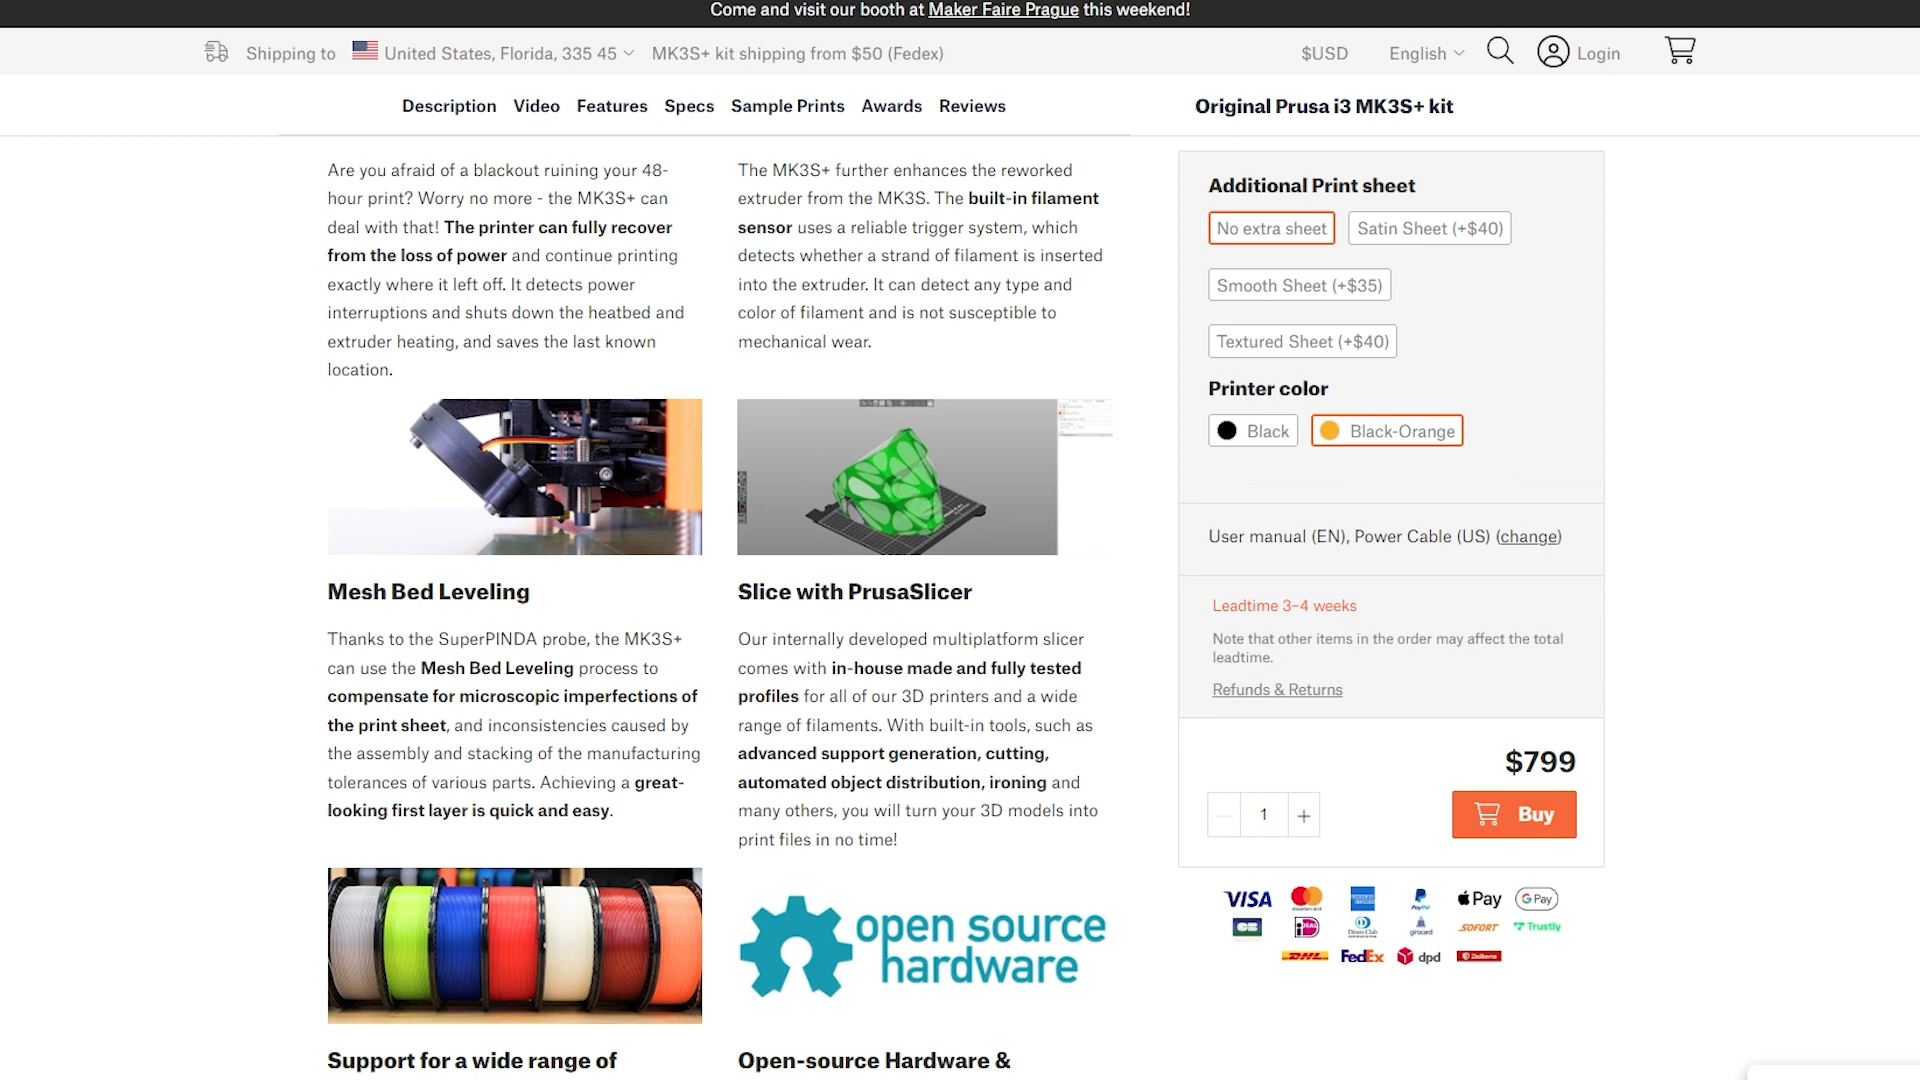 Come and visit our booth at Maker Faire Prague this weekend!
Shipping to United States, Florida, 335 45 MK3S+ kit shipping from $50 (Fedex)
$USD English Login
Description Video Features Specs Sample Prints Awards Reviews
Original Prusa i3 MK3S+ kit
Are you afraid of a blackout ruining your 48-
hour print? Worry no more - the MK3S+ can
deal with that! The printer can fully recover
from the loss of power and continue printing
exactly where it left off. It detects power
interruptions and shuts down the heatbed and
extruder heating, and saves the last known
location.
The MK3S+ further enhances the reworked
extruder from the MK3S. The built-in filament
sensor uses a reliable trigger system, which
detects whether a strand of filament is inserted
into the extruder. It can detect any type and
color of filament and is not susceptible to
mechanical wear.
Mesh Bed Leveling
Thanks to the SuperPINDA probe, the MK3S+
can use the Mesh Bed Leveling process to
compensate for microscopic imperfections of
the print sheet, and inconsistencies caused by
the assembly and stacking of the manufacturing
tolerances of various parts. Achieving a great-
looking first layer is quick and easy.
Slice with PrusaSlicer
Our internally developed multiplatform slicer
comes with in-house made and fully tested
profiles for all of our 3D printers and a wide
range of filaments. With built-in tools, such as
advanced support generation, cutting,
automated object distribution, ironing and
many others, you will turn your 3D models into
print files in no time!
open source
hardware
Support for a wide range of
Open-source Hardware &
Additional Print sheet
No extra sheet Satin Sheet (+$40)
Smooth Sheet (+$35)
Textured Sheet (+$40)
Printer color
Black Black-Orange
User manual (EN), Power Cable (US) (change)
Leadtime 3-4 weeks
Note that other items in the order may affect the total
leadtime.
Refunds & Returns
$799
1 + Buy
VISA mastercard PayPal Pay G Pay
CB iDEAL Diners Club girocard SOFORT Trustly
DHL FedEx dpd